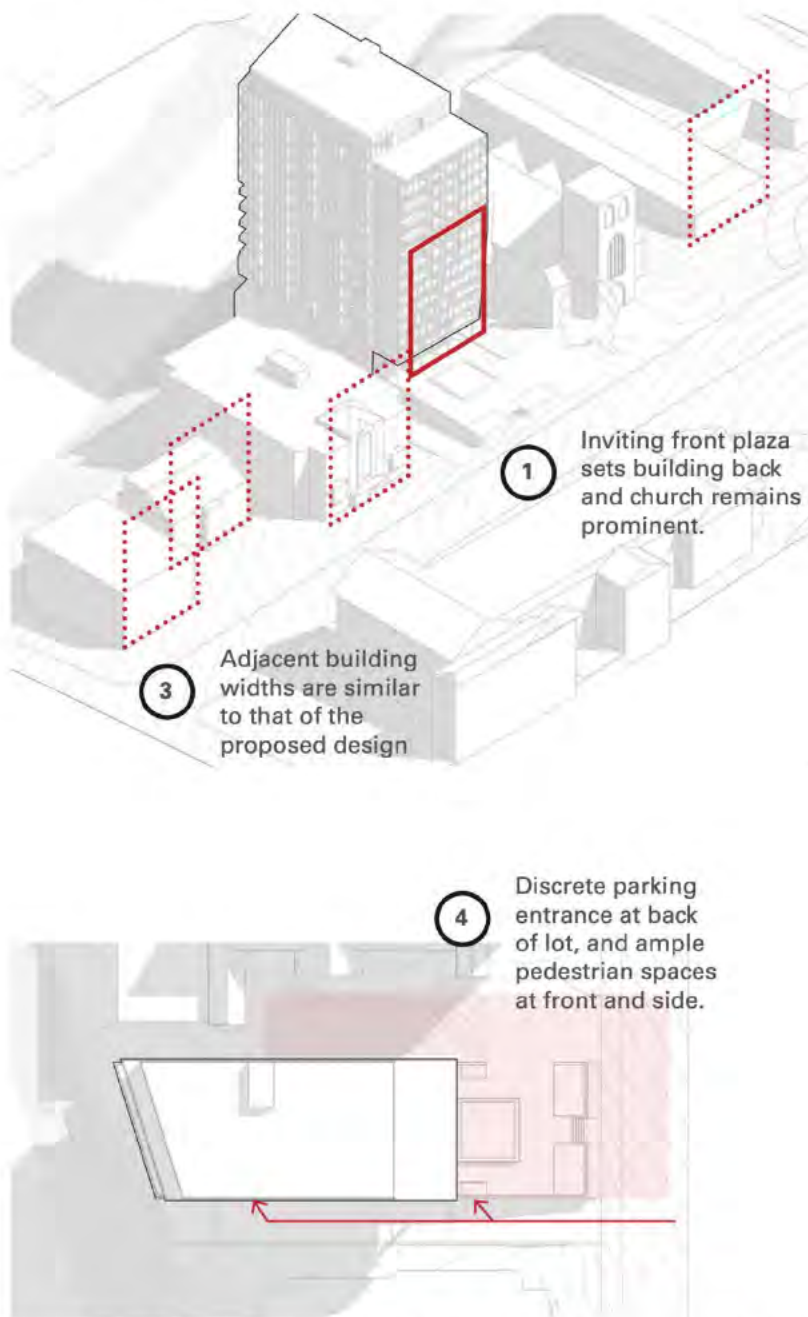 1
Inviting front plaza
sets building back
and church remains
prominent.
3
Adjacent building
widths are similar
to that of the
proposed design
4
Discrete parking
entrance at back
of lot, and ample
pedestrian spaces
at front and side.